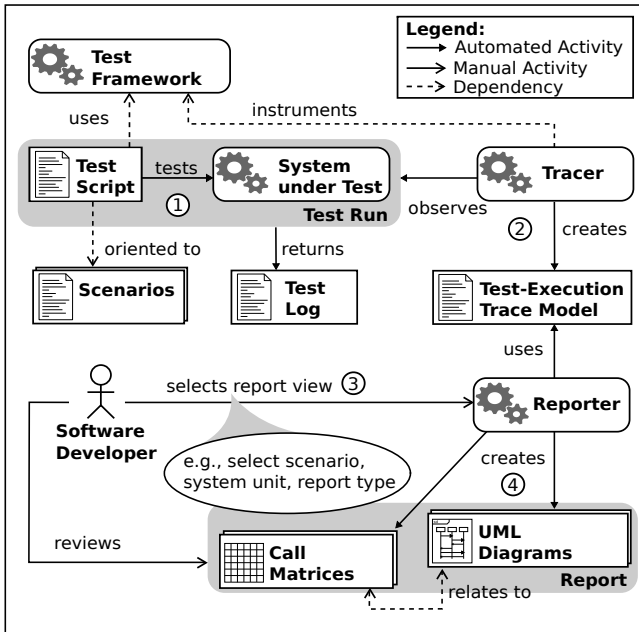 Legend:
Automated Activity
Manual Activity
Dependency
Test
Framework
uses
instruments
Test
Script
tests
1
System
under Test
Test Run
Tracer
observes
2
creates
oriented to
returns
Scenarios
Test
Log
Test-Execution
Trace Model
uses
selects report view 3
Software
Developer
Reporter
e.g., select scenario,
system unit, report type
creates
4
reviews
Call
Matrices
UML
Diagrams
relates to
Report